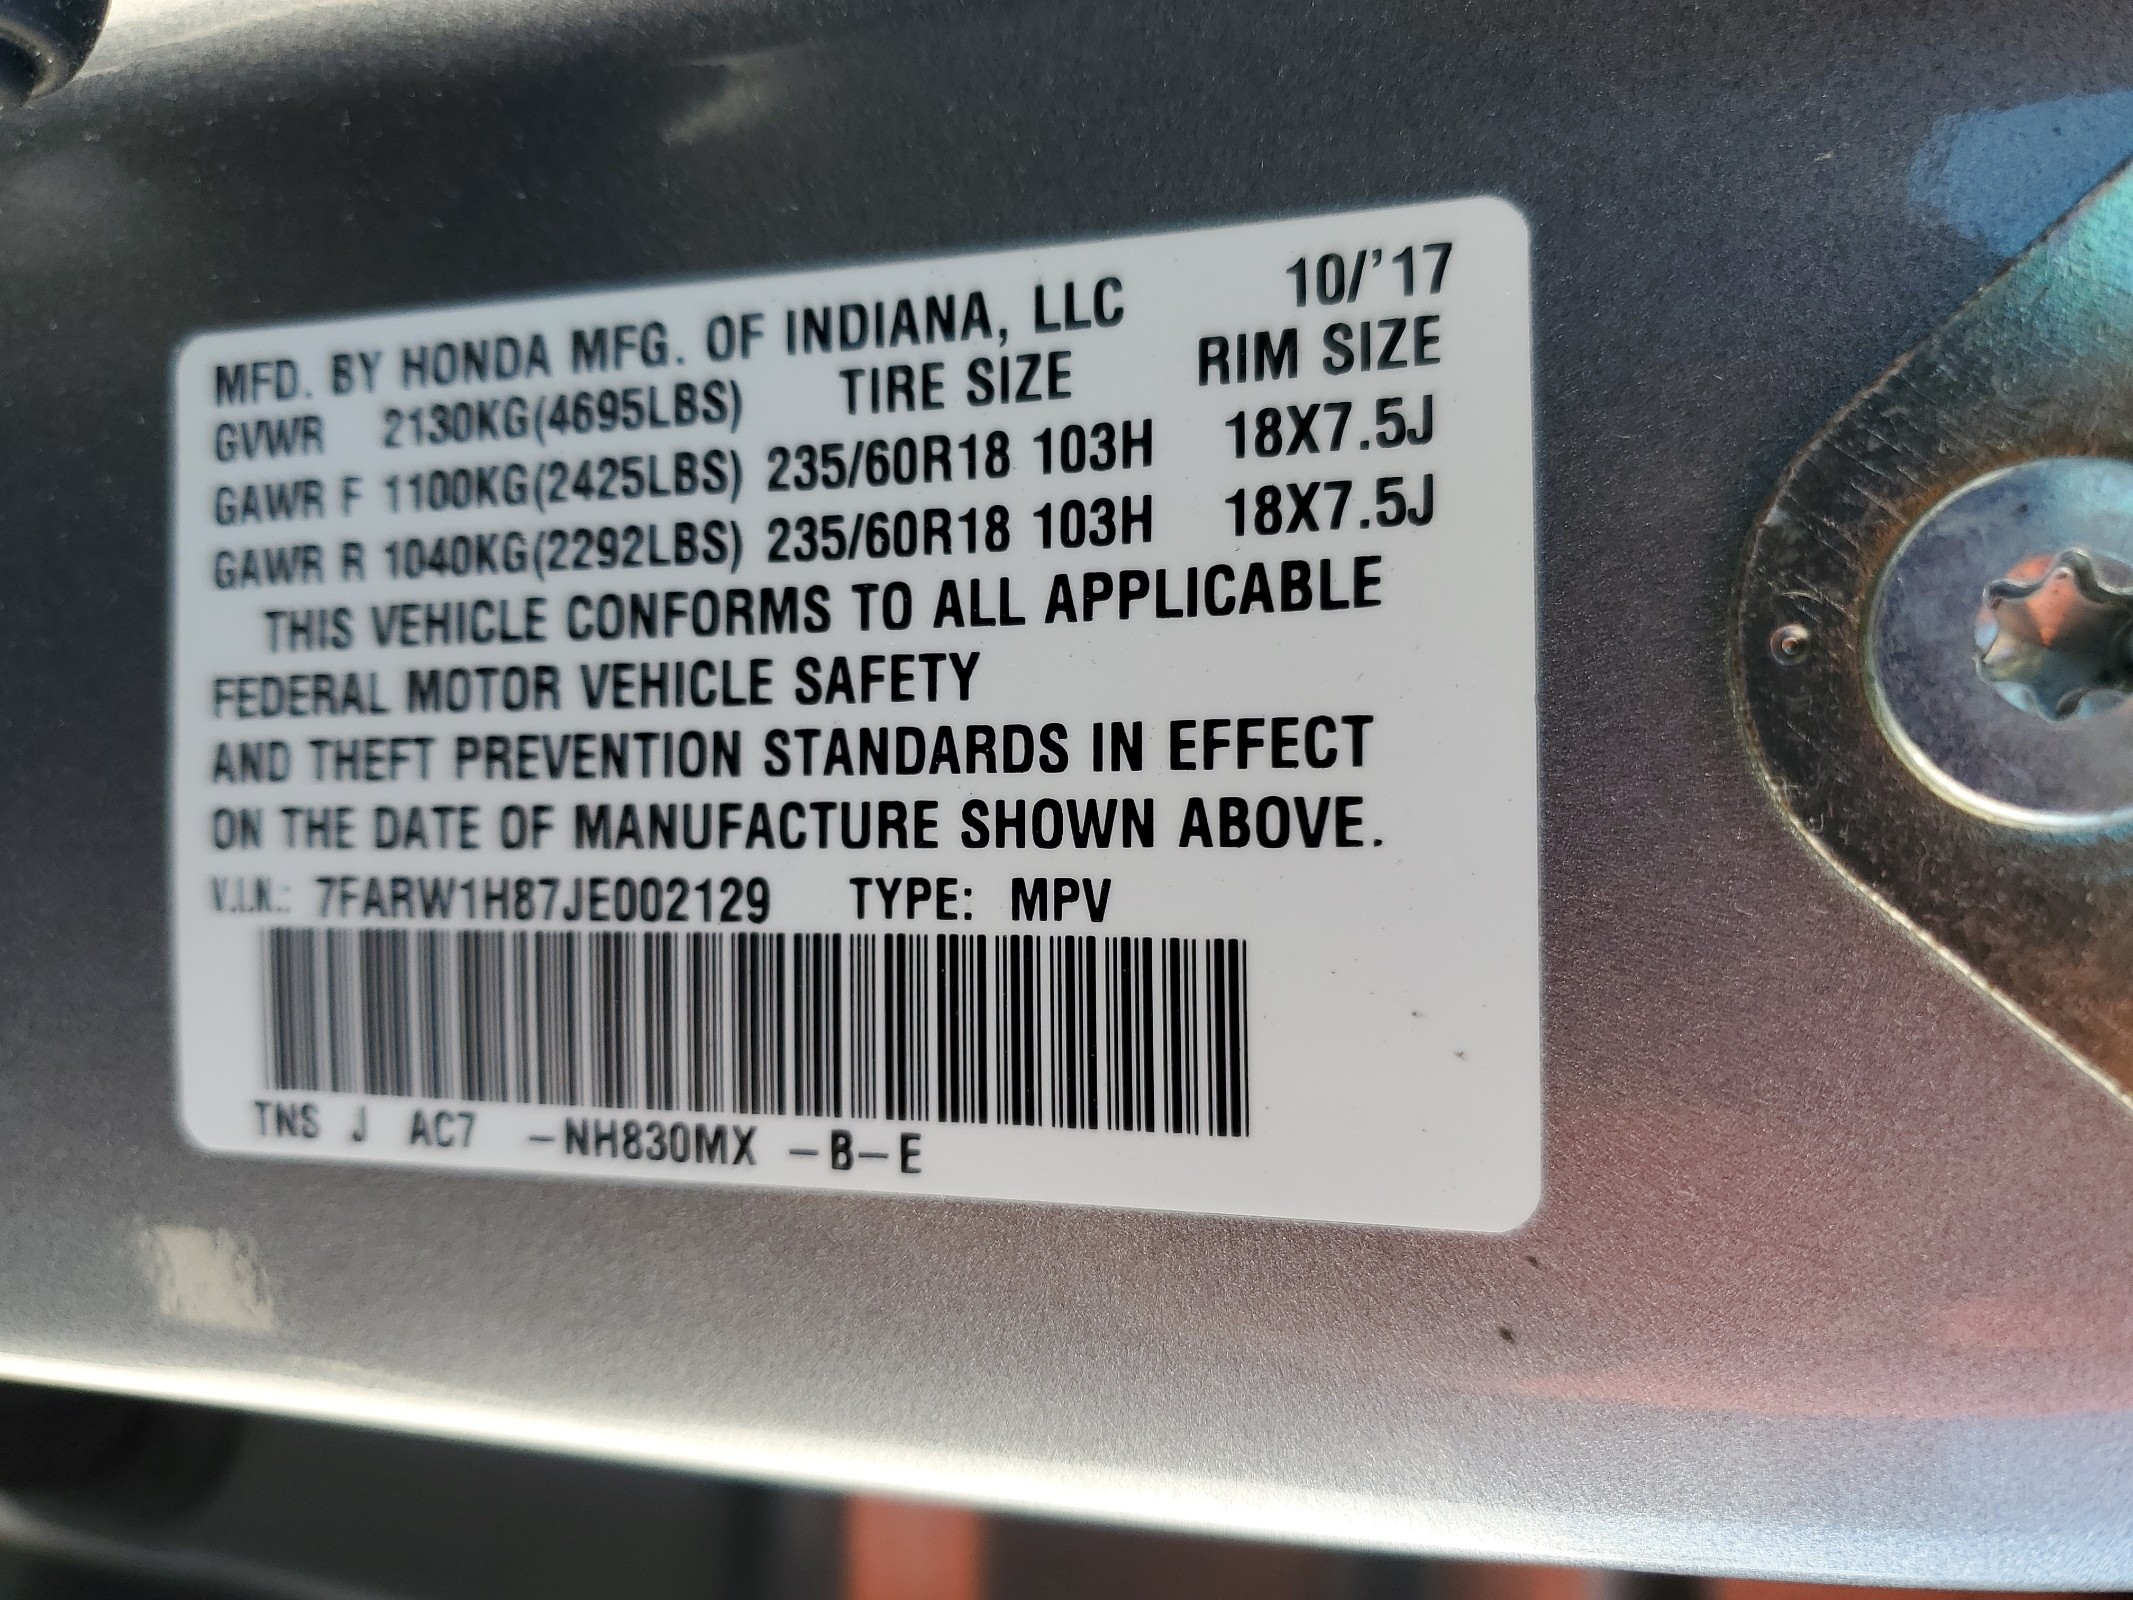 MFD. BY HONDA MFG. OF INDIANA, LLC 10/'17
GVWR 2130KG(4695LBS) TIRE SIZE RIM SIZE
GAWR F 1100KG(2425LBS) 235/60R18 103H 18X7.5J
GAWR R 1040KG(2292LBS) 235/60R18 103H 18X7.5J
THIS VEHICLE CONFORMS TO ALL APPLICABLE
FEDERAL MOTOR VEHICLE SAFETY
AND THEFT PREVENTION STANDARDS IN EFFECT
ON THE DATE OF MANUFACTURE SHOWN ABOVE.
V.I.N.: 7FARW1H87JE002129 TYPE: MPV
TNS J AC7 -NH830MX -B-E